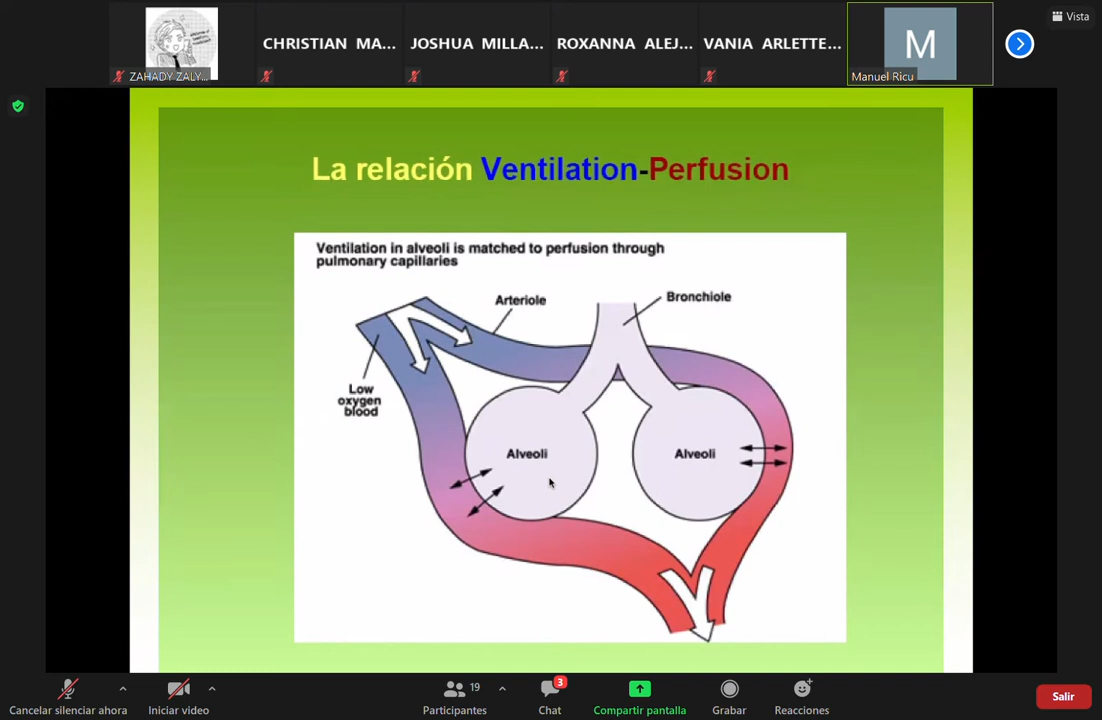 Vista
ZAHADY ZALY...
CHRISTIAN MA...
JOSHUA MILLA...
ROXANNA ALEJ...
VANIA ARLETTE...
M
Manuel Ricu
La relación Ventilation-Perfusion
Ventilation in alveoli is matched to perfusion through
pulmonary capillaries
Arteriole
Bronchiole
Low
oxygen
blood
Alveoli
Alveoli
Cancelar silenciar ahora
Iniciar video
19
Participantes
3
Chat
Compartir pantalla
Grabar
Reacciones
Salir